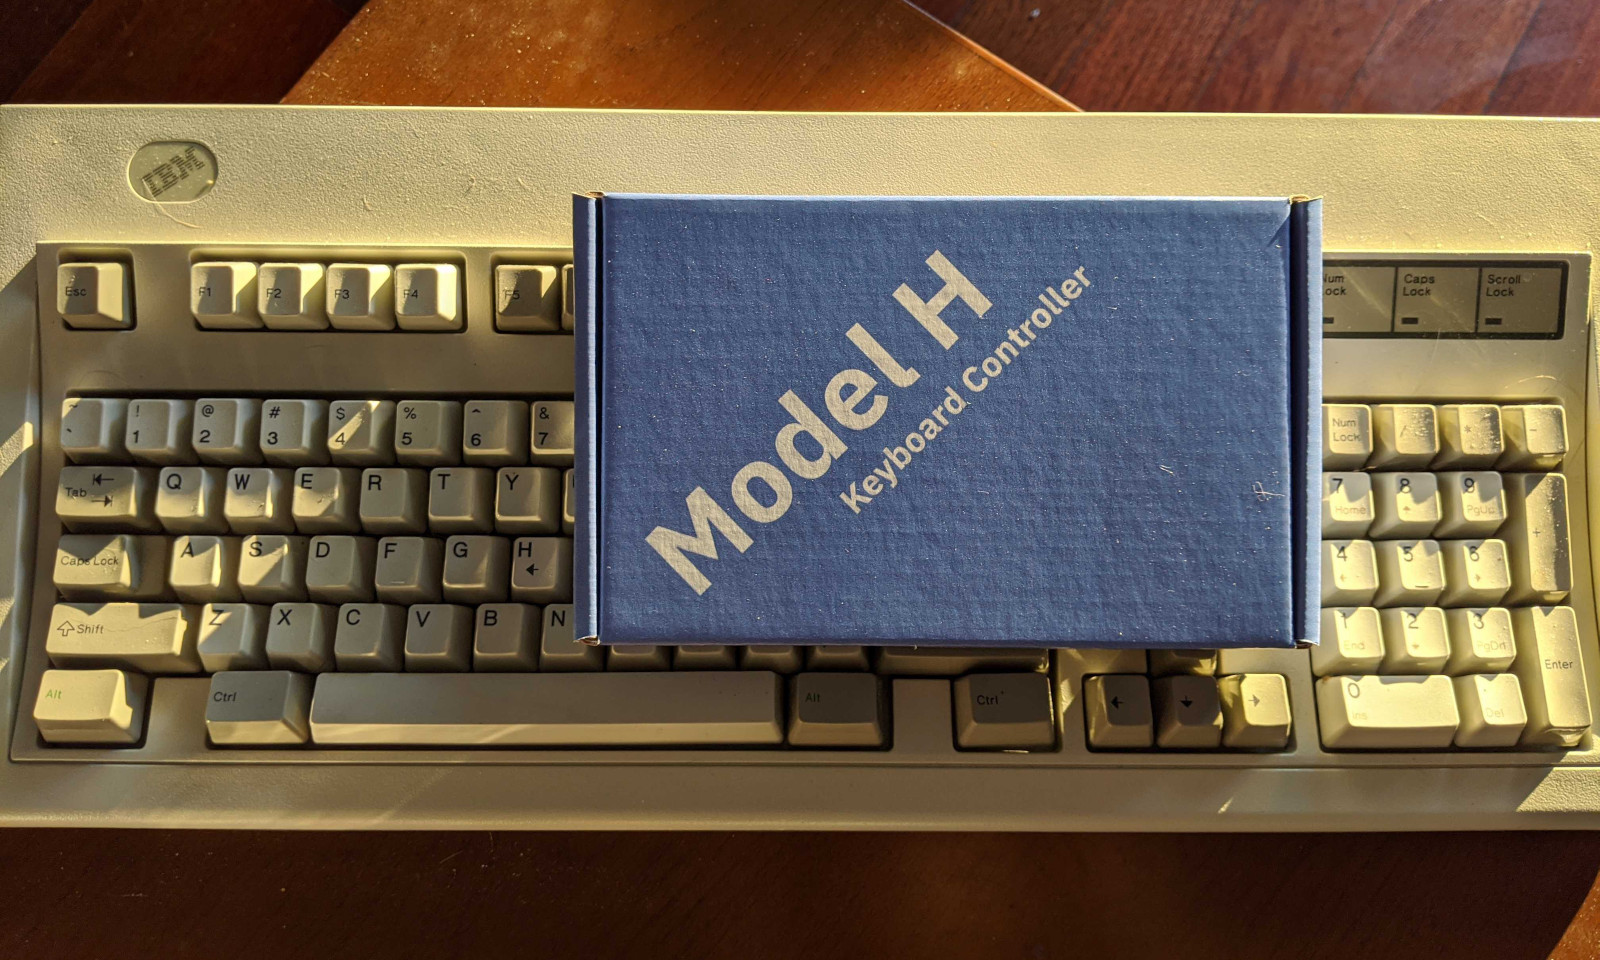 IBM
Model H
Keyboard Controller
Esc
F1
F2
F3
F4
F5
Caps
Lock
Scroll
Lock
~
`
!
1
@
2
#
3
$
4
%
5
^
6
&
7
Num
Lock
*
-
Tab
Q
W
E
R
T
Y
7
Home
8
9
PgUp
+
Caps Lock
A
S
D
F
G
H
4
5
6
Shift
Z
X
C
V
B
N
1
End
2
3
PgDn
Enter
Alt
Ctrl
Alt
Ctrl
0
Ins
.
Del